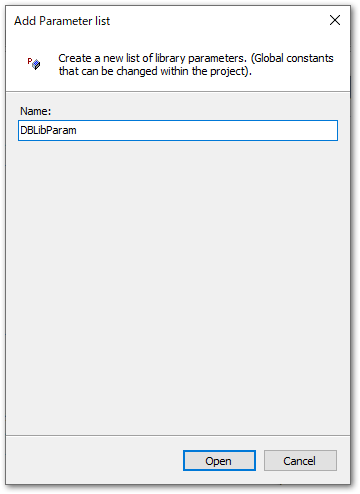 Add Parameter list
Create a new list of library parameters. (Global constants
that can be changed within the project).
Name:
DBLibParam
Open
Cancel